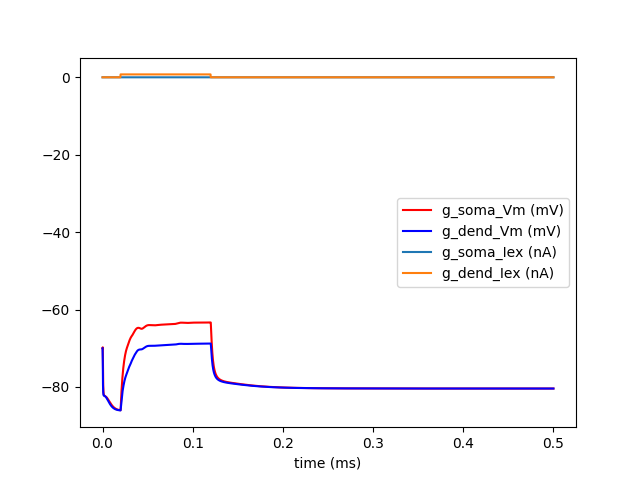 0
−20
−40
−60
−80
g_soma_Vm (mV)
g_dend_Vm (mV)
g_soma_Iex (nA)
g_dend_Iex (nA)
0.0 0.1 0.2 0.3 0.4 0.5
time (ms)